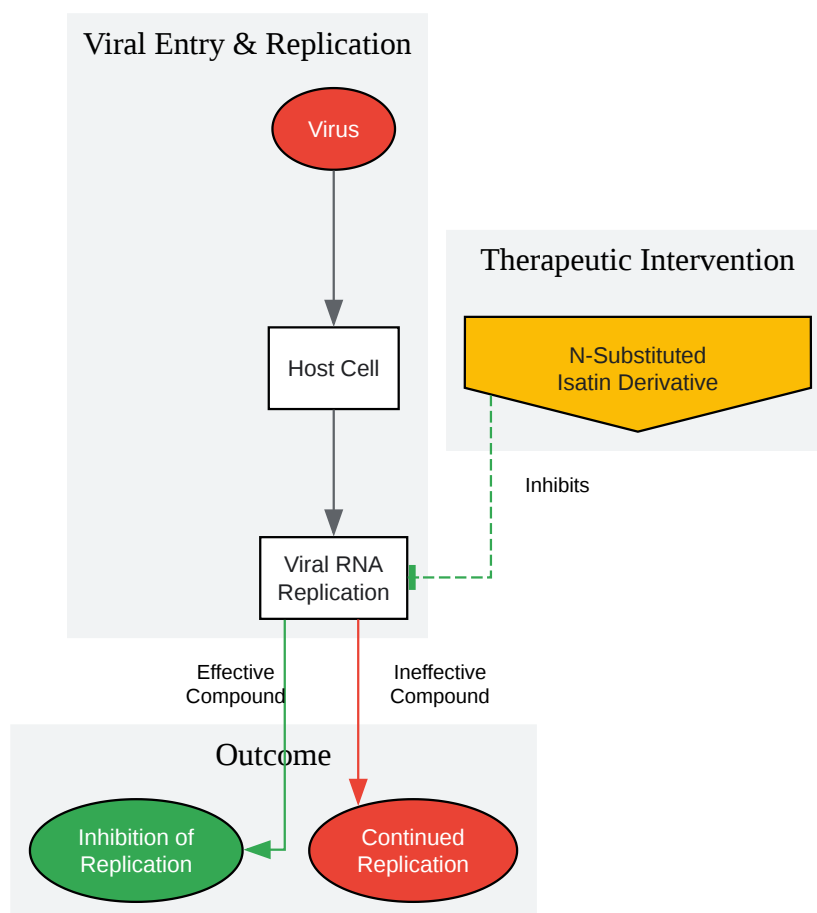 Viral Entry & Replication
Virus
Therapeutic Intervention
N-Substituted
Isatin Derivative
Host Cell
Inhibits
Viral RNA
Replication
Effective
Compound
Ineffective
Compound
Outcome
Inhibition of
Replication
Continued
Replication